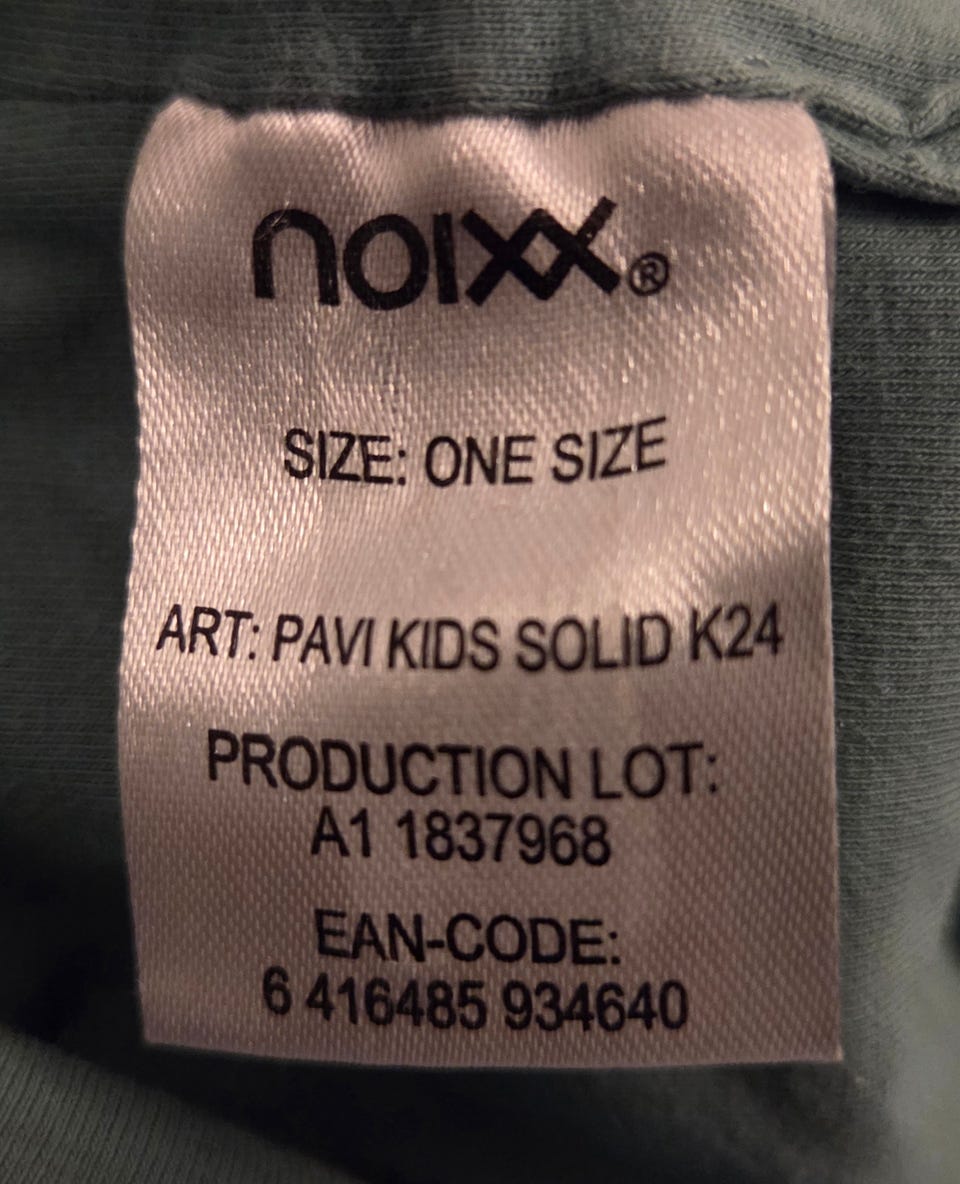 noixx®
SIZE: ONE SIZE
ART: PAVI KIDS SOLID K24
PRODUCTION LOT:
A1 1837968
EAN-CODE:
6 416485 934640